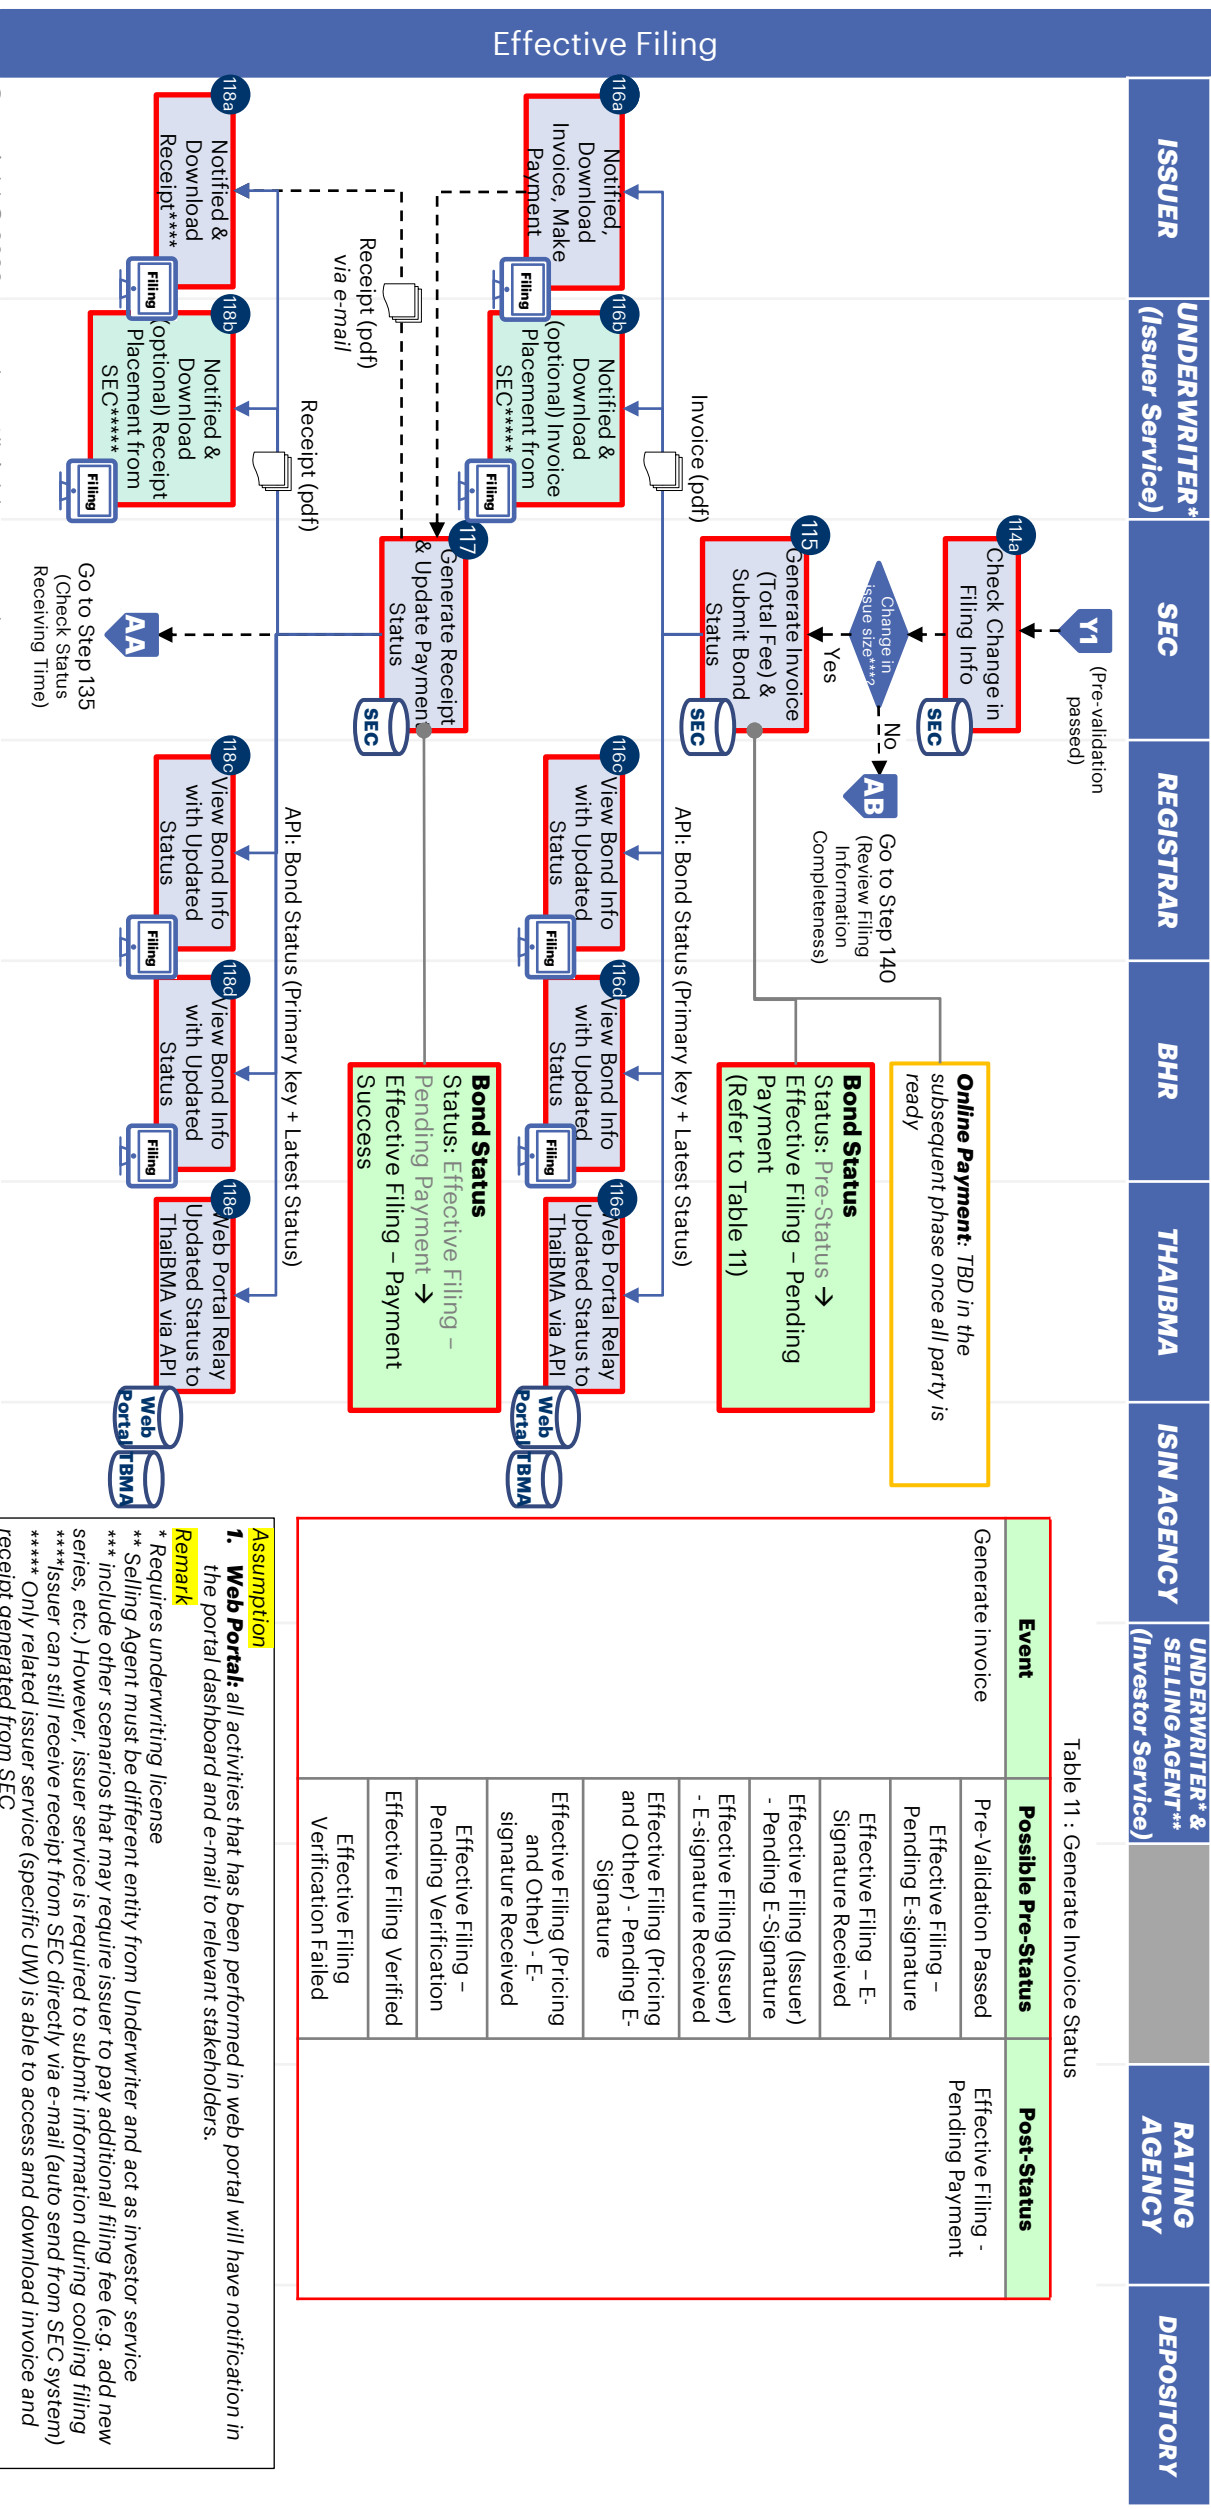 Effective Filing
ISSUER
UNDERWRITER*
(Issuer Service)
SEC
REGISTRAR
BHR
THAIBMA
ISIN AGENCY
UNDERWRITER* &
SELLING AGENT**
(Investor Service)
RATING
AGENCY
DEPOSITORY
Y1
(Pre-validation
passed)
114a
Check Change in
Filing Info
SEC
Change in
issue size***?
No
AB
Go to Step 140
(Review Filing
Information
Completeness)
Yes
115
Generate Invoice
(Total Fee) &
Submit Bond
Status
SEC
Online Payment: TBD in the
subsequent phase once all party is
ready
Bond Status
Status: Pre-Status →
Effective Filing – Pending
Payment
(Refer to Table 11)
Invoice (pdf)
API: Bond Status (Primary key + Latest Status)
116a
Notified,
Download
Invoice, Make
Payment
Filing
116b
Notified &
Download
(optional) Invoice
Placement from
SEC*****
Filing
116c
View Bond Info
with Updated
Status
Filing
116d
View Bond Info
with Updated
Status
Filing
116e
Web Portal Relay
Updated Status to
ThaiBMA via API
Web
Portal
TBMA
117
Generate Receipt
& Update Payment
Status
SEC
Bond Status
Status: Effective Filing –
Pending Payment →
Effective Filing – Payment
Success
Receipt (pdf)
via e-mail
Receipt (pdf)
API: Bond Status (Primary key + Latest Status)
118a
Notified &
Download
Receipt****
Filing
118b
Notified &
Download
(optional) Receipt
Placement from
SEC*****
Filing
118c
View Bond Info
with Updated
Status
Filing
118d
View Bond Info
with Updated
Status
Filing
118e
Web Portal Relay
Updated Status to
ThaiBMA via API
Web
Portal
TBMA
AA
Go to Step 135
(Check Status
Receiving Time)
Table 11 : Generate Invoice Status
Event
Possible Pre-Status
Post-Status
Generate invoice
Pre-Validation Passed
Effective Filing -
Pending Payment
Effective Filing –
Pending E-signature
Effective Filing – E-
Signature Received
Effective Filing (Issuer)
- Pending E-Signature
Effective Filing (Issuer)
- E-signature Received
Effective Filing (Pricing
and Other) - Pending E-
Signature
Effective Filing (Pricing
and Other) - E-
signature Received
Effective Filing –
Pending Verification
Effective Filing Verified
Effective Filing
Verification Failed
Assumption
1. Web Portal: all activities that has been performed in web portal will have notification in
the portal dashboard and e-mail to relevant stakeholders.
Remark
* Requires underwriting license
** Selling Agent must be different entity from Underwriter and act as investor service
*** include other scenarios that may require issuer to pay additional filing fee (e.g. add new
series, etc.) However, issuer service is required to submit information during cooling filing
****Issuer can still receive receipt from SEC directly via e-mail (auto send from SEC system)
***** Only related issuer service (specific UW) is able to access and download invoice and
receipt generated from SEC